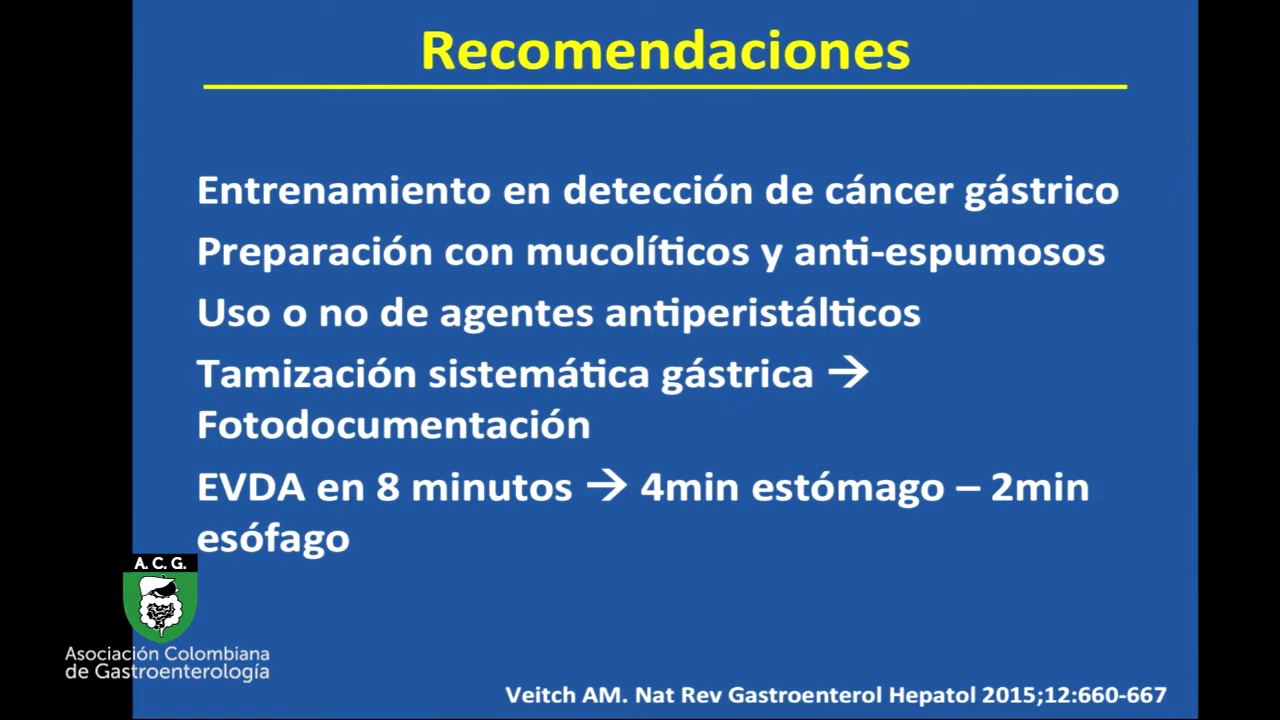 Recomendaciones
Entrenamiento en detección de cáncer gástrico
Preparación con mucolíticos y anti-espumosos
Uso o no de agentes antiperistálticos
Tamización sistemática gástrica →
Fotodocumentación
EVDA en 8 minutos → 4min estómago – 2min
esófago
A. C. G.
Asociación Colombiana
de Gastroenterología
Veitch AM. Nat Rev Gastroenterol Hepatol 2015;12:660-667